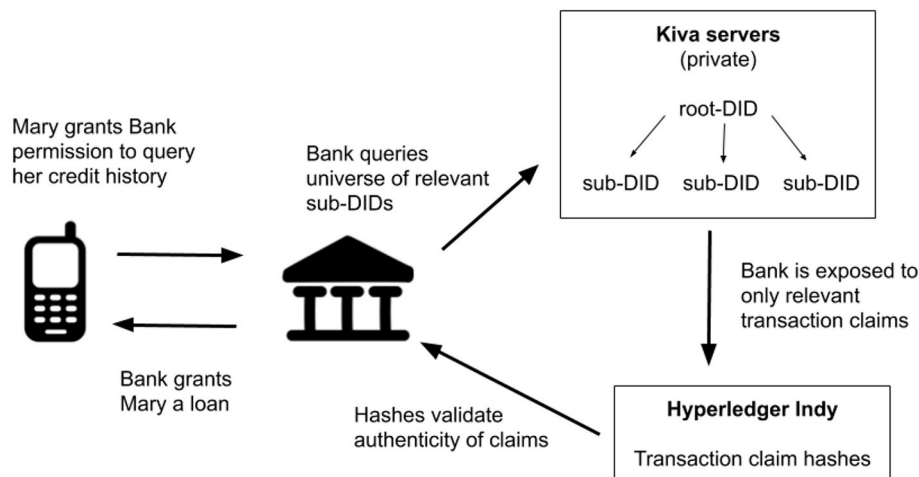 Kiva servers
(private)
root-DID
sub-DID sub-DID sub-DID
Mary grants Bank
permission to query
her credit history
Bank queries
universe of relevant
sub-DIDs
Bank is exposed to
only relevant
transaction claims
Bank grants
Mary a loan
Hashes validate
authenticity of claims
Hyperledger Indy
Transaction claim hashes